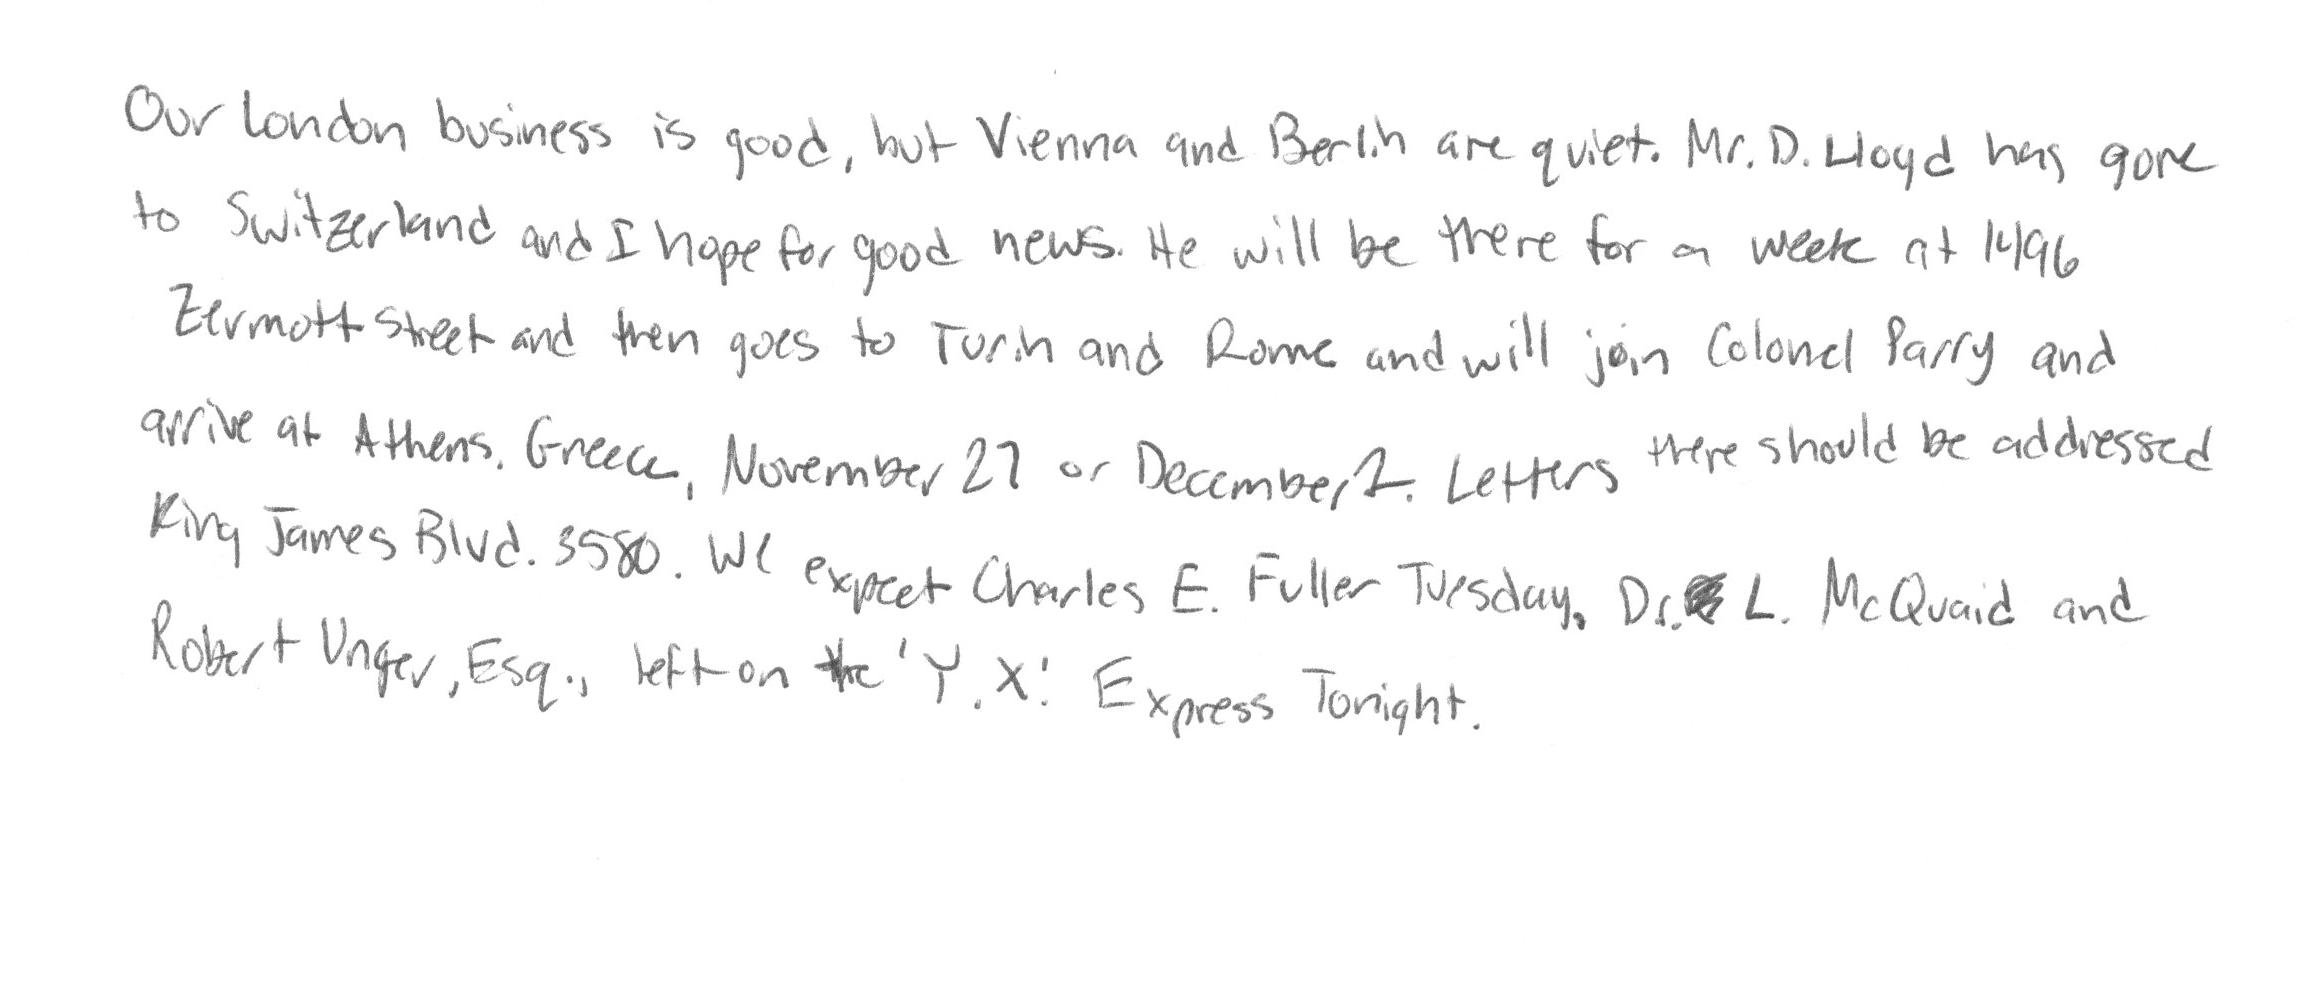 Our London business is good, but Vienna and Berlin are quiet. Mr. D. Lloyd has gone
to Switzerland and I hope for good news. He will be there for a week at 1496
Zermott Street and then goes to Turin and Rome and will join Colonel Parry and
arrive at Athens, Greece, November 27 or December 2. Letters there should be addressed
King James Blvd. 3580. We expect Charles E. Fuller Tuesday, Dr. L. McQuaid and
Robert Unger, Esq., left on the 'Y.X.' Express Tonight.